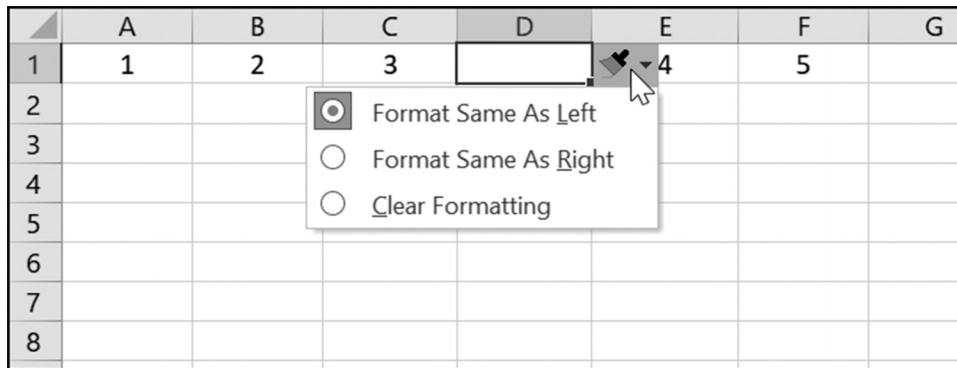 A B C D E F G
1 1 2 3 4 5
2
Format Same As Left
3
Format Same As Right
4
Clear Formatting
5
6
7
8